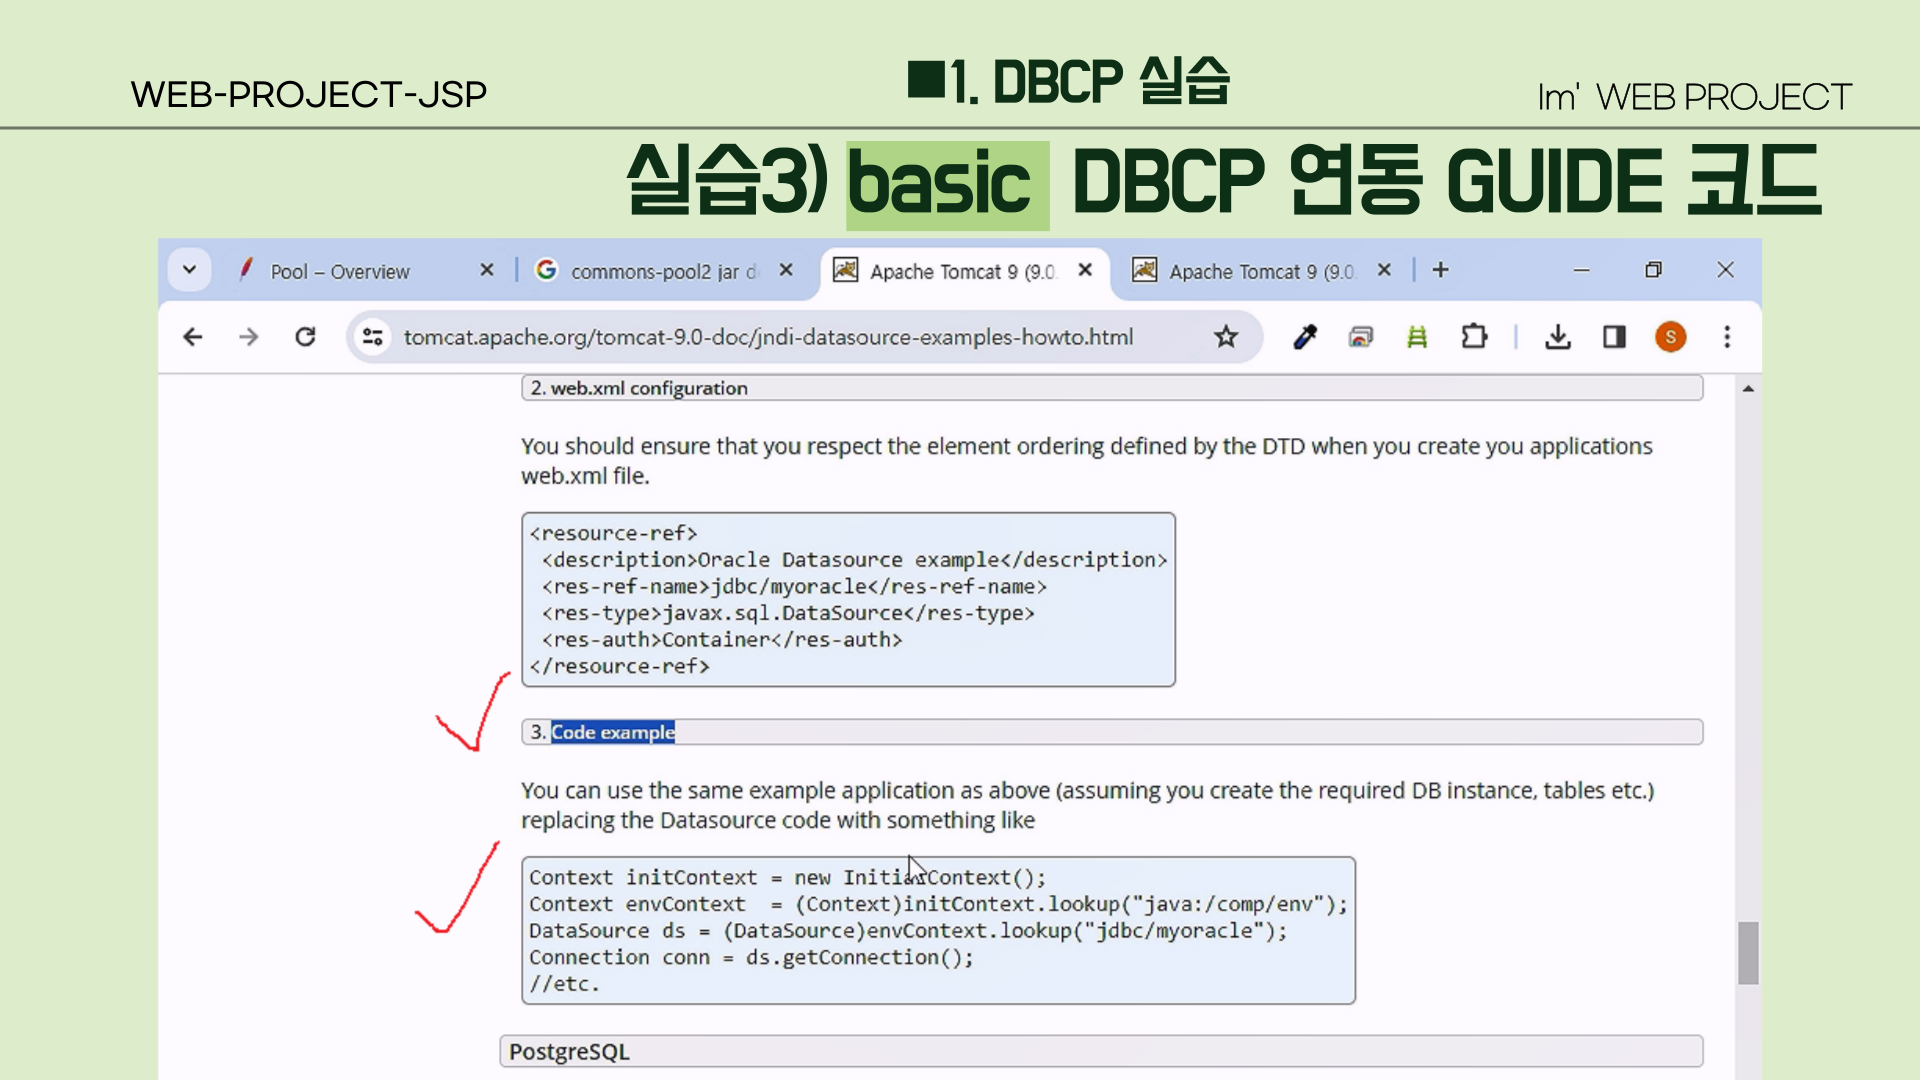 WEB-PROJECT-JSP
■1. DBCP 실습
Im' WEB PROJECT
실습3) basic DBCP 연동 GUIDE 코드
Pool – Overview
commons-pool2 jar d
Apache Tomcat 9 (9.0.
Apache Tomcat 9 (9.0
tomcat.apache.org/tomcat-9.0-doc/jndi-datasource-examples-howto.html
S
2. web.xml configuration
You should ensure that you respect the element ordering defined by the DTD when you create you applications
web.xml file.
<resource-ref>
<description>Oracle Datasource example</description>
<res-ref-name>jdbc/myoracle</res-ref-name>
<res-type>javax.sql.DataSource</res-type>
<res-auth>Container</res-auth>
</resource-ref>
3. Code example
You can use the same example application as above (assuming you create the required DB instance, tables etc.)
replacing the Datasource code with something like
Context initContext = new InitialContext();
Context envContext  = (Context)initContext.lookup("java:/comp/env");
DataSource ds = (DataSource)envContext.lookup("jdbc/myoracle");
Connection conn = ds.getConnection();
//etc.
PostgreSQL